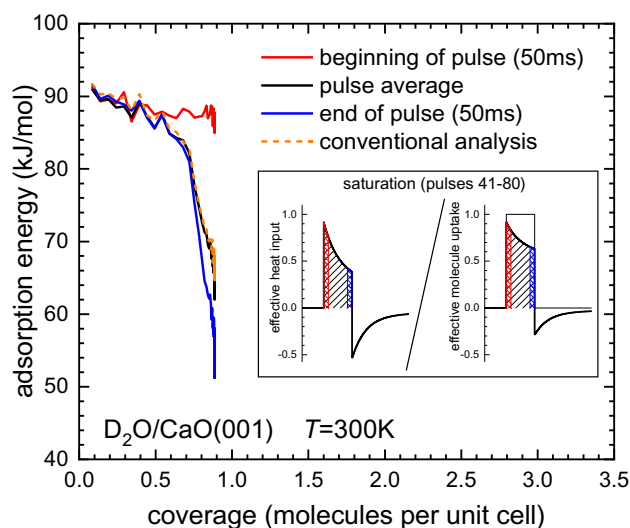 100
90
80
70
60
50
40
adsorption energy (kJ/mol)
beginning of pulse (50ms)
pulse average
end of pulse (50ms)
conventional analysis
saturation (pulses 41-80)
effective heat input
1.0
0.5
0.0
-0.5
effective molecule uptake
1.0
0.5
0.0
-0.5
D₂O/CaO(001) T=300K
0.0 0.5 1.0 1.5 2.0 2.5 3.0 3.5
coverage (molecules per unit cell)